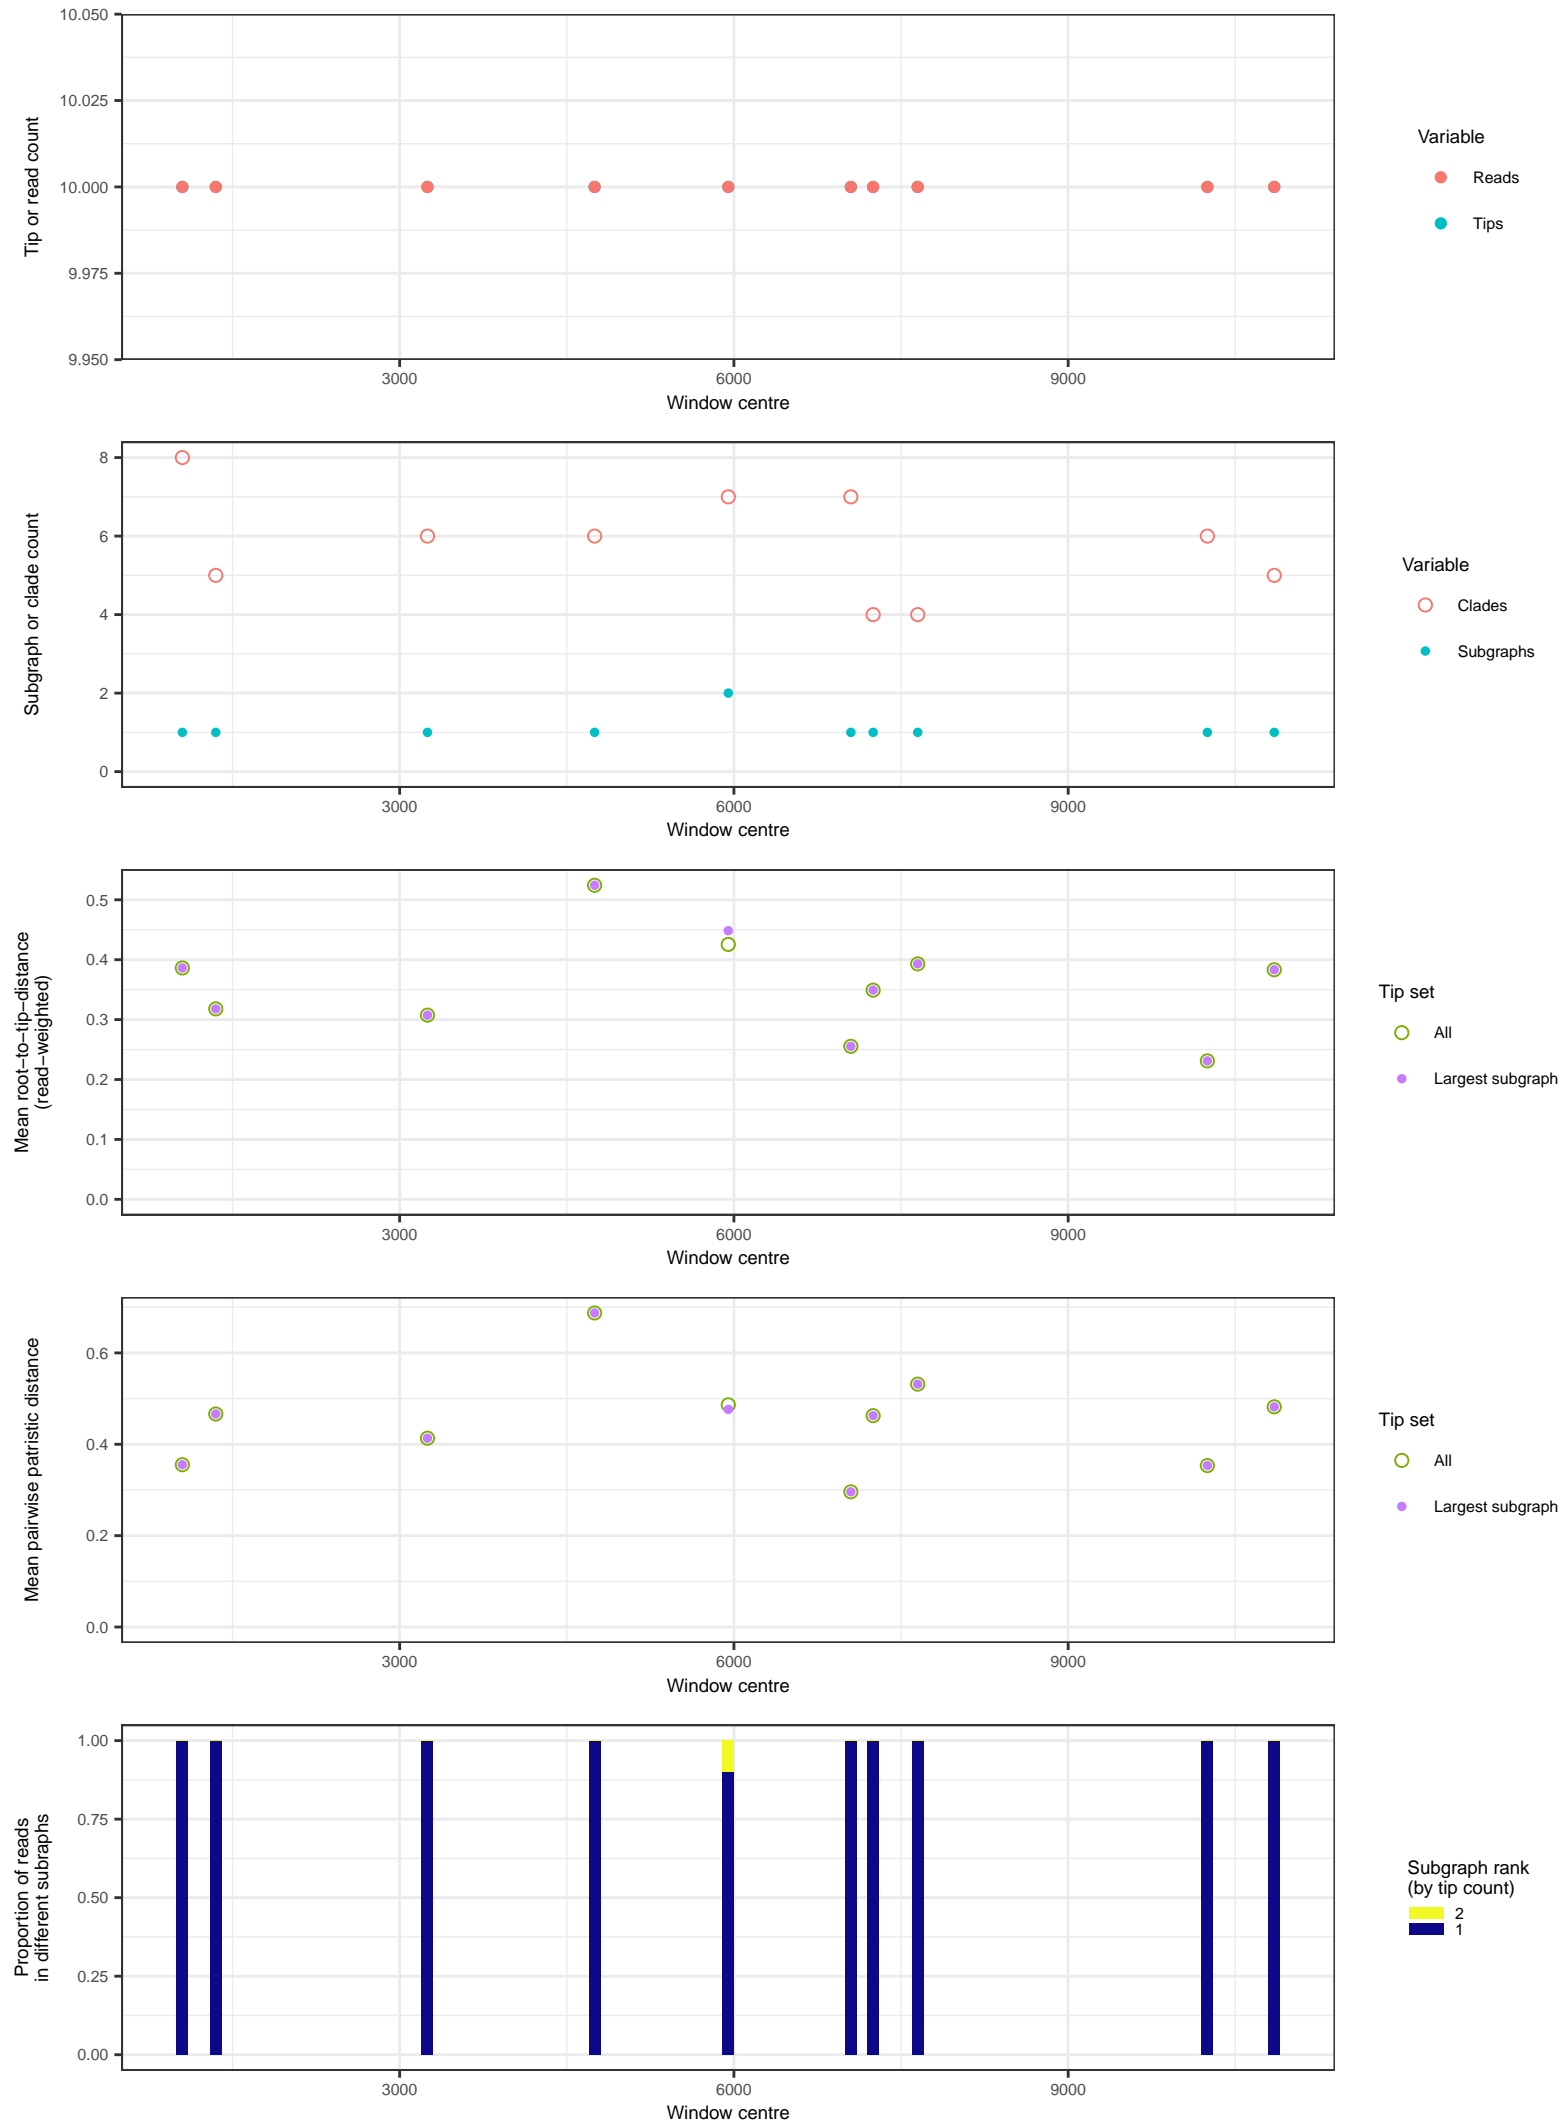 10.050
10.025
10.000
9.975
9.950
Tip or read count
3000
6000
9000
Window centre
Variable
Reads
Tips
8
6
4
2
0
Subgraph or clade count
3000
6000
9000
Window centre
Variable
Clades
Subgraphs
0.5
0.4
0.3
0.2
0.1
0.0
Mean root−to−tip−distance
(read−weighted)
3000
6000
9000
Window centre
Tip set
All
Largest subgraph
0.6
0.4
0.2
0.0
Mean pairwise patristic distance
3000
6000
9000
Window centre
Tip set
All
Largest subgraph
1.00
0.75
0.50
0.25
0.00
Proportion of reads
in different subraphs
3000
6000
9000
Window centre
Subgraph rank
(by tip count)
2
1